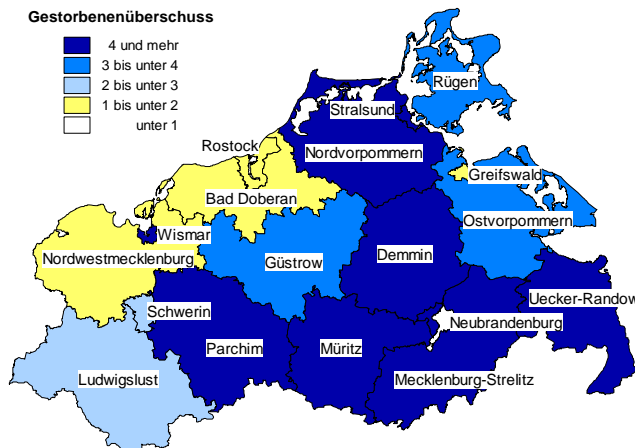 Gestorbenenüberschuss
4 und mehr
3 bis unter 4
2 bis unter 3
1 bis unter 2
unter 1
Rügen
Stralsund
Rostock
Nordvorpommern
Greifswald
Bad Doberan
Ostvorpommern
Wismar
Nordwestmecklenburg
Güstrow
Demmin
Uecker-Randow
Schwerin
Neubrandenburg
Parchim
Müritz
Ludwigslust
Mecklenburg-Strelitz